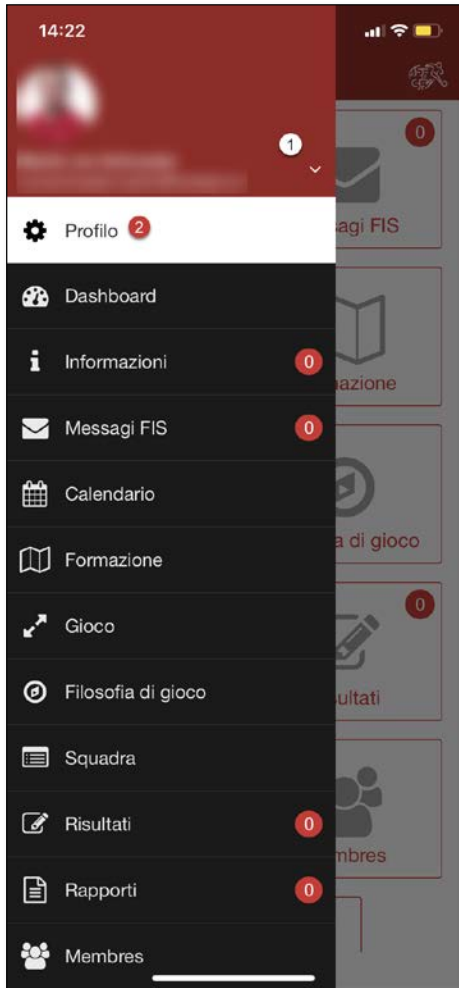 14:22
1
Profilo 2
Dashboard
Informazioni 0
Messagi FIS 0
Calendario
Formazione
Gioco
Filosofia di gioco
Squadra
Risultati 0
Rapporti 0
Membres
0
agi FIS
azione
a di gioco
0
ultati
mbres